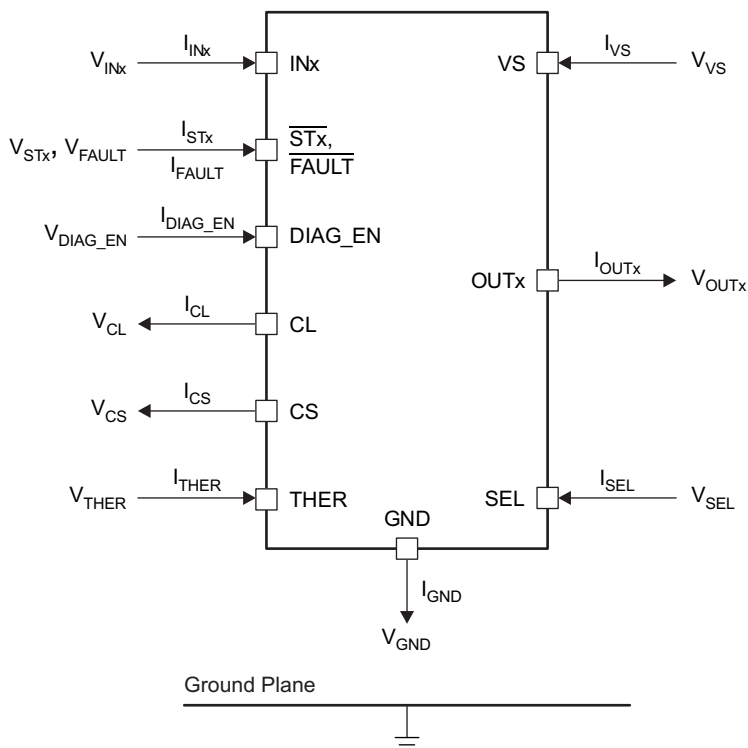 V_INx I_INx INx VS I_VS V_VS
V_STx, V_FAULT I_STx I_FAULT STx, FAULT
V_DIAG_EN I_DIAG_EN DIAG_EN
OUTx I_OUTx V_OUTx
V_CL I_CL CL
V_CS I_CS CS
V_THER I_THER THER SEL I_SEL V_SEL
GND
I_GND
V_GND
Ground Plane